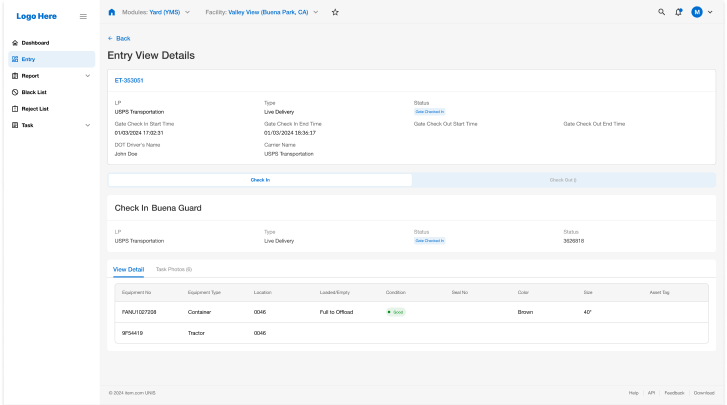 Logo Here
Modules: Yard (YMS)
Facility: Valley View (Buena Park, CA)
M
Dashboard
Entry
Report
Black List
Reject List
Task
← Back
Entry View Details
ET-353051
LP
Type
Status
USPS Transportation
Live Delivery
Gate Checked In
Gate Check In Start Time
Gate Check In End Time
Gate Check Out Start Time
Gate Check Out End Time
01/03/2024 17:02:31
01/03/2024 18:36:17
DOT Driver's Name
Carrier Name
John Doe
USPS Transportation
Check In
Check Out ()
Check In Buena Guard
LP
Type
Status
Status
USPS Transportation
Live Delivery
Gate Checked In
3626818
View Detail
Task Photos (6)
Equipment No
Equipment Type
Location
Loaded/Empty
Condition
Seal No
Color
Size
Asset Tag
FANU1027208
Container
0046
Full to Offload
Good
Brown
40"
9F54419
Tractor
0046
© 2024 item com UNIS
Help
API
Feedback
Download